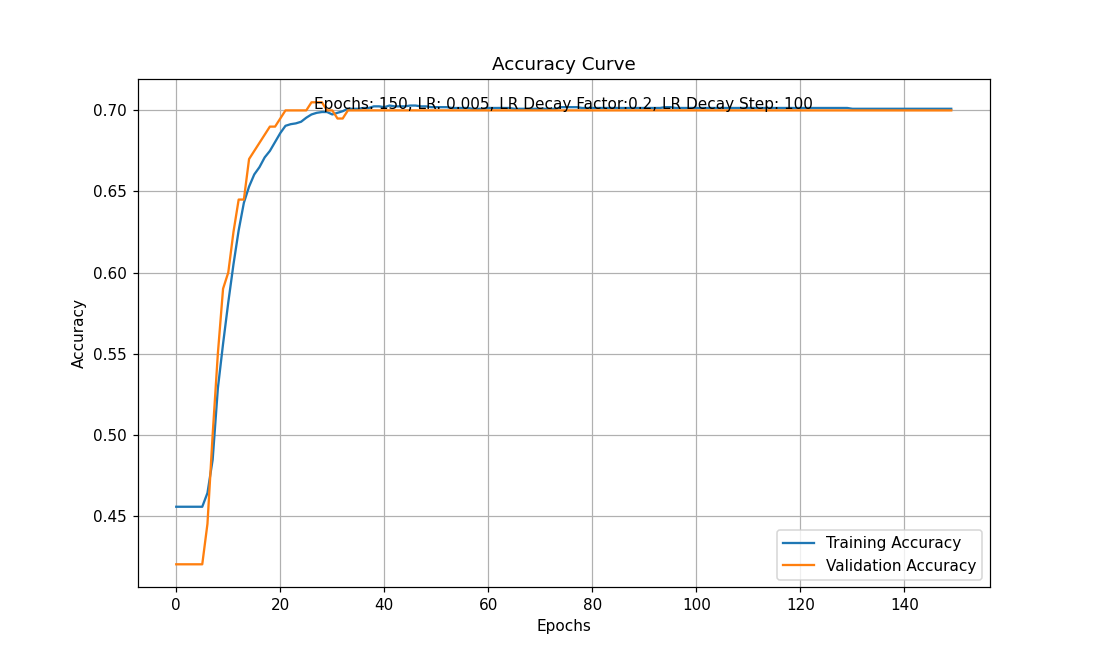 Accuracy Curve
Epochs: 150, LR: 0.005, LR Decay Factor:0.2, LR Decay Step: 100
Accuracy
0.70
0.65
0.60
0.55
0.50
0.45
Training Accuracy
Validation Accuracy
0 20 40 60 80 100 120 140
Epochs